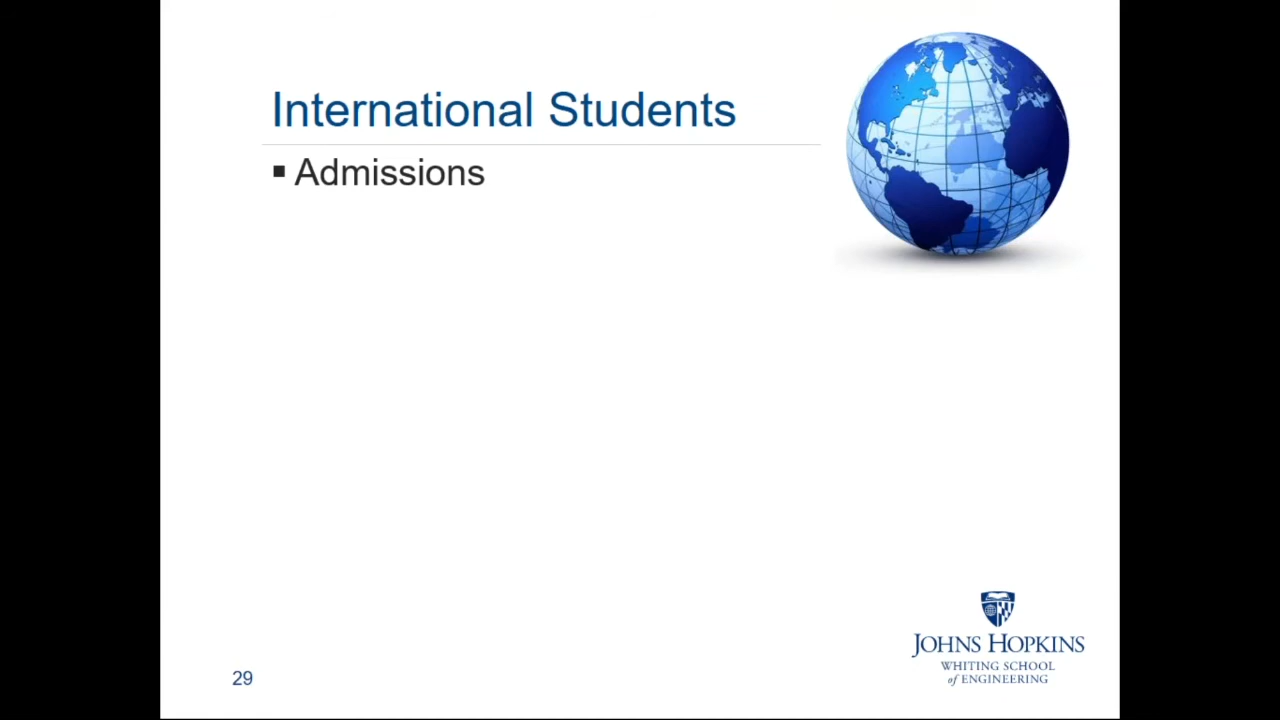 International Students
▪ Admissions
JOHNS HOPKINS
WHITING SCHOOL
of ENGINEERING
29